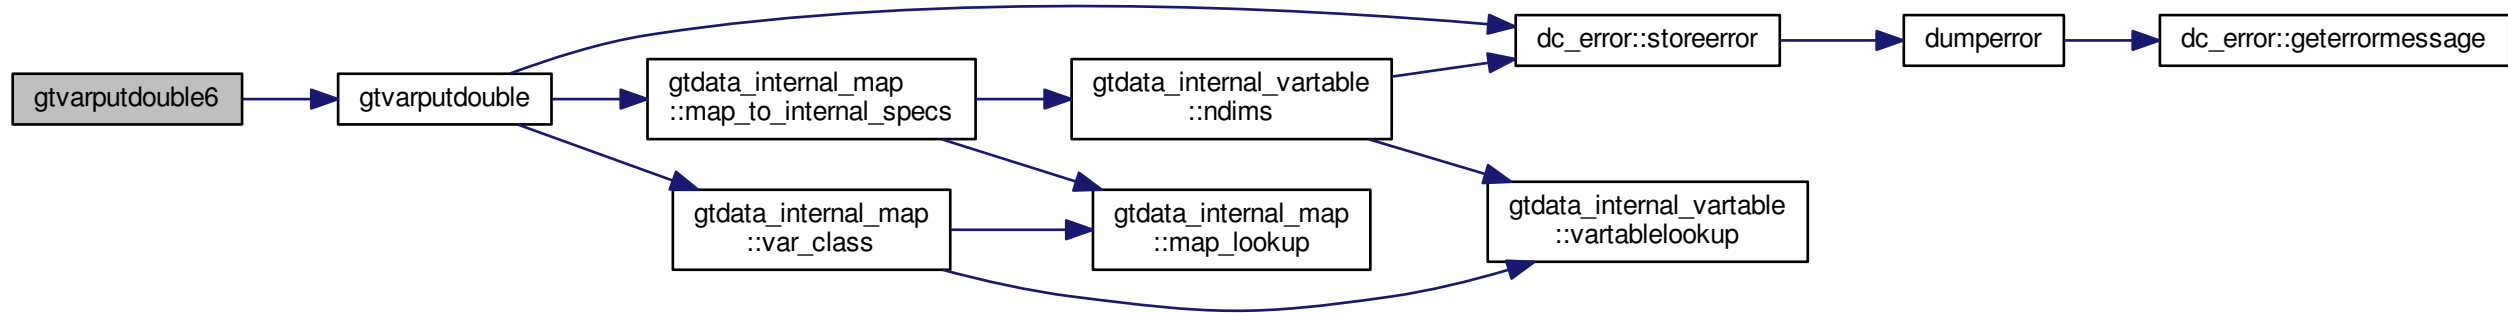 gtvarputdouble6
gtvarputdouble
gtdata_internal_map
::map_to_internal_specs
gtdata_internal_map
::var_class
gtdata_internal_vartable
::ndims
gtdata_internal_map
::map_lookup
dc_error::storeerror
gtdata_internal_vartable
::vartablelookup
dumperror
dc_error::geterrormessage